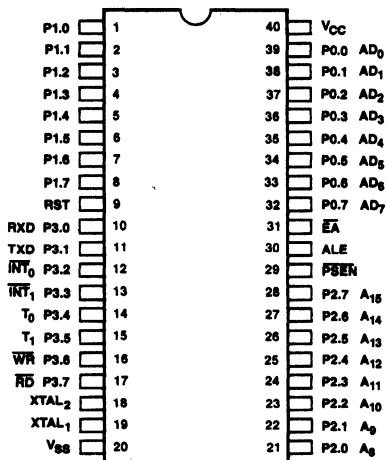 P1.0 1 40 VCC
P1.1 2 39 P0.0 AD0
P1.2 3 38 P0.1 AD1
P1.3 4 37 P0.2 AD2
P1.4 5 36 P0.3 AD3
P1.5 6 35 P0.4 AD4
P1.6 7 34 P0.5 AD5
P1.7 8 33 P0.6 AD6
RST 9 32 P0.7 AD7
RXD P3.0 10 31 EA
TXD P3.1 11 30 ALE
INT0 P3.2 12 29 PSEN
INT1 P3.3 13 28 P2.7 A15
T0 P3.4 14 27 P2.6 A14
T1 P3.5 15 26 P2.5 A13
WR P3.6 16 25 P2.4 A12
RD P3.7 17 24 P2.3 A11
XTAL2 18 23 P2.2 A10
XTAL1 19 22 P2.1 A9
VSS 20 21 P2.0 A8